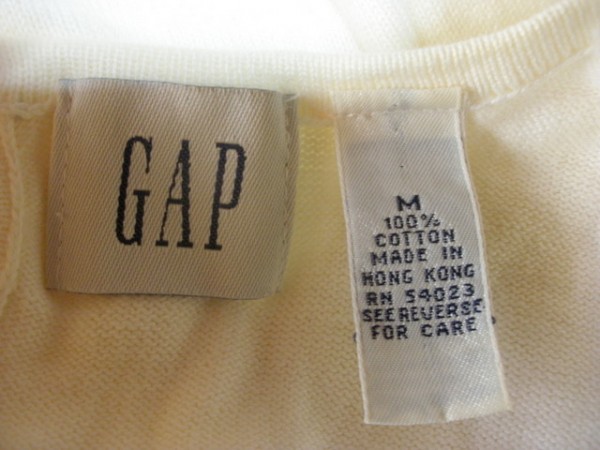 GAP
M
100%
COTTON
MADE IN
HONG KONG
RN 54023
SEE REVERSE
FOR CARE